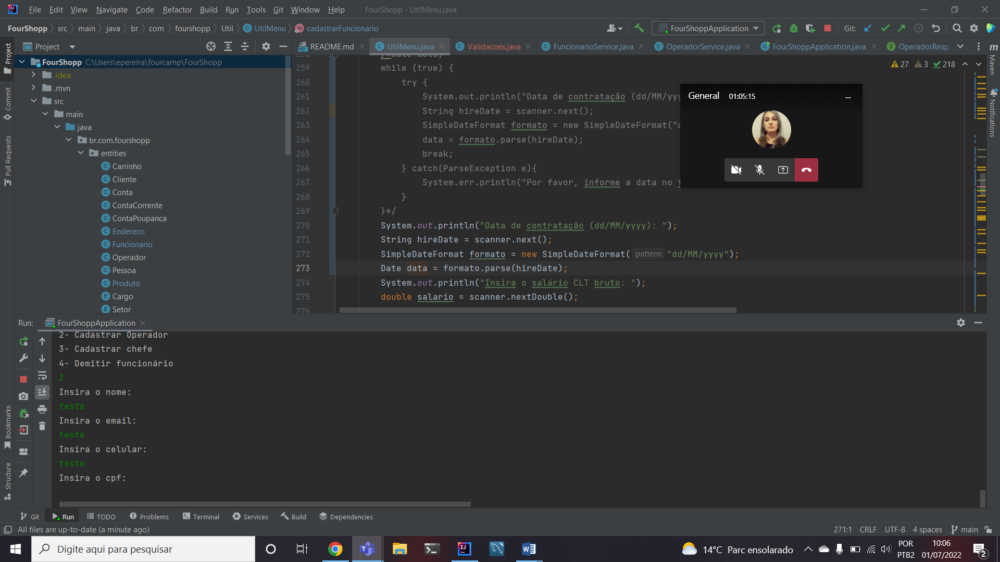 File Edit View Navigate Code Refactor Build Run Tools Git Window Help FourShopp - UtilMenu.java
FourShopp src main java br com fourshopp Util UtilMenu cadastrarFuncionario FourShoppApplication Git:
Project README.md UtilMenu.java Validacoes.java FuncionarioService.java OperadorService.java FourShoppApplication.java OperadorResp
FourShopp C:\Users\epereira\fourcamp\FourShopp
.idea
.mvn
src
main
java
br.com.fourshopp
entities
Carrinho
Cliente
Conta
ContaCorrente
ContaPoupanca
Endereco
Funcionario
Operador
Pessoa
Produto
Cargo
Setor
Project
Commit
Pull Requests
Bookmarks
Structure
27 3 218
259 while (true) {
260 try {
261 System.out.println("Data de contratação (dd/MM/yyy
262 String hireDate = scanner.next();
263 SimpleDateFormat formato = new SimpleDateFormat("d
264 data = formato.parse(hireDate);
265 break;
266 } catch(ParseException e){
267 System.err.println("Por favor, informe a data no f
268 }
269 }*/
270 System.out.println("Data de contratação (dd/MM/yyyy): ");
271 String hireDate = scanner.next();
272 SimpleDateFormat formato = new SimpleDateFormat( pattern: "dd/MM/yyyy");
273 Date data = formato.parse(hireDate);
274 System.out.println("Insira o salário CLT bruto: ");
275 double salario = scanner.nextDouble();
276
General 01:05:15
Maven
Notifications
Run: FourShoppApplication
2- Cadastrar Operador
3- Cadastrar chefe
4- Demitir funcionário
1
Insira o nome:
teste
Insira o email:
teste
Insira o celular:
teste
Insira o cpf:
Git Run TODO Problems Terminal Services Build Dependencies
All files are up-to-date (a minute ago) 271:1 CRLF UTF-8 4 spaces main
Digite aqui para pesquisar 14°C Parc ensolarado POR PTB2 10:06 01/07/2022 2